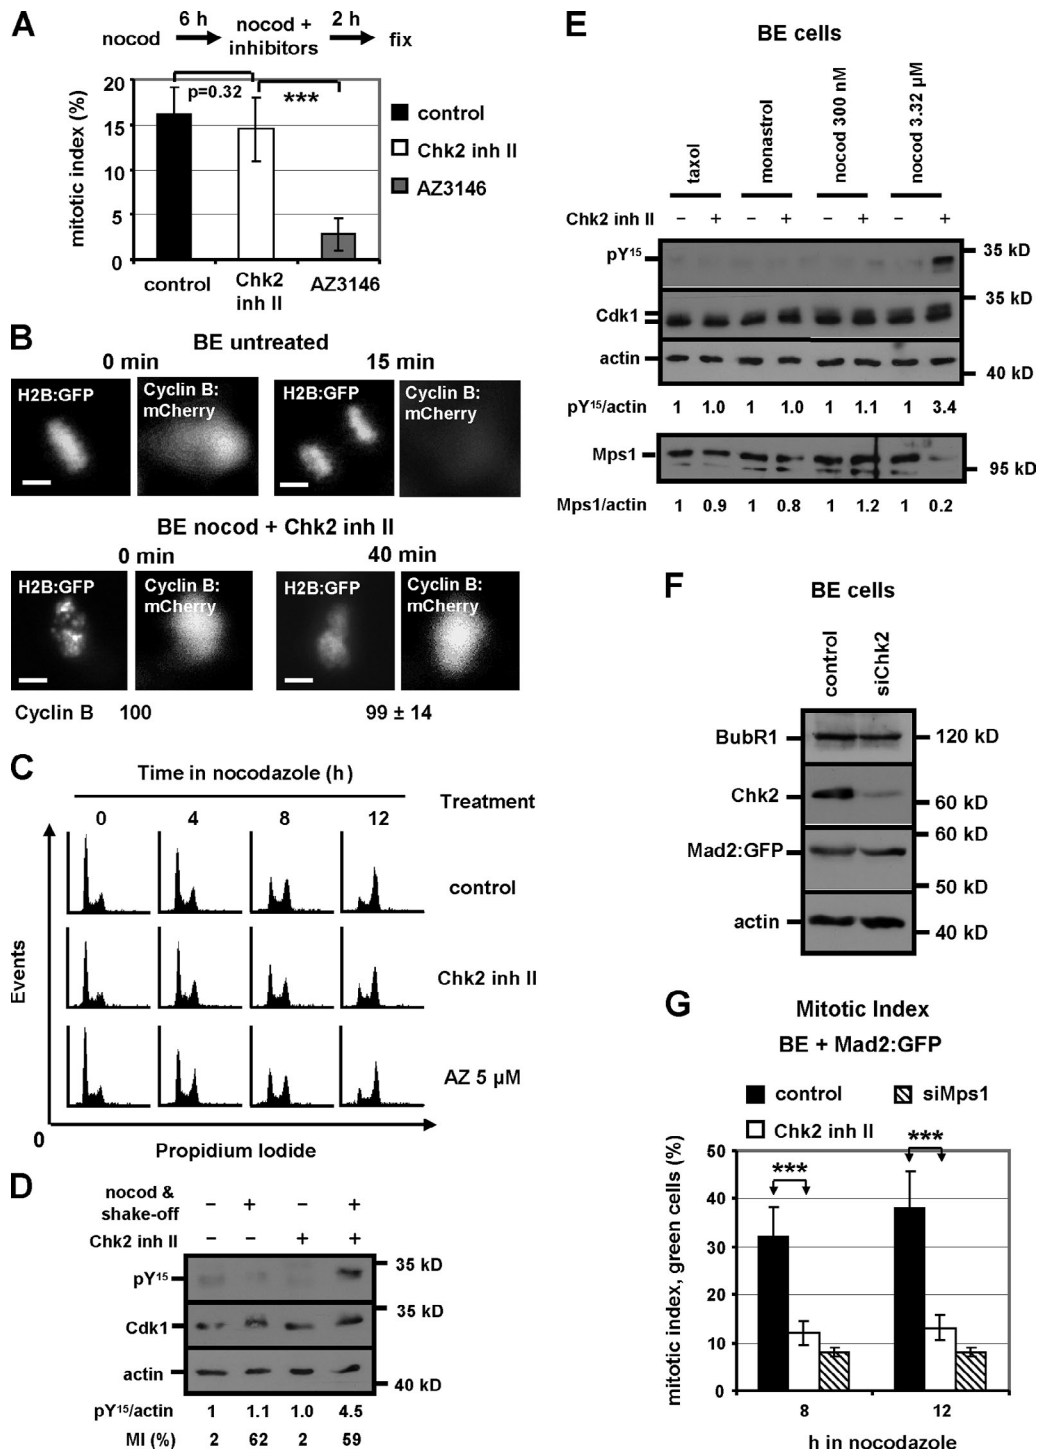 A
6 h
nocod +
2 h
nocod
inhibitors
fix
mitotic index (%)
20
15
10
5
0
p=0.32
***
control
Chk2 inh II
AZ3146
control
Chk2
inh II
AZ3146
B
BE untreated
0 min
15 min
H2B:GFP
Cyclin B:
mCherry
H2B:GFP
Cyclin B:
mCherry
BE nocod + Chk2 inh II
0 min
40 min
H2B:GFP
Cyclin B:
mCherry
H2B:GFP
Cyclin B:
mCherry
Cyclin B 100 99 ± 14
C
Time in nocodazole (h)
Treatment
0 4 8 12
control
Chk2 inh II
AZ 5 µM
Events
0
Propidium Iodide
D
nocod &
shake-off
– + – +
Chk2 inh II – – + +
pY¹⁵
35 kD
Cdk1
35 kD
actin
40 kD
pY¹⁵/actin 1 1.1 1.0 4.5
MI (%) 2 62 2 59
E
BE cells
taxol
monastrol
nocod 300 nM
nocod 3.32 µM
Chk2 inh II – + – + – + – +
pY¹⁵
35 kD
Cdk1
35 kD
actin
40 kD
pY¹⁵/actin 1 1.0 1 1.0 1 1.1 1 3.4
Mps1
95 kD
Mps1/actin 1 0.9 1 0.8 1 1.2 1 0.2
F
BE cells
control
siChk2
BubR1
120 kD
Chk2
60 kD
Mad2:GFP
60 kD
50 kD
actin
40 kD
G
Mitotic Index
BE + Mad2:GFP
control
siMps1
Chk2 inh II
mitotic index, green cells (%)
50
40
30
20
10
0
***
***
8
12
h in nocodazole